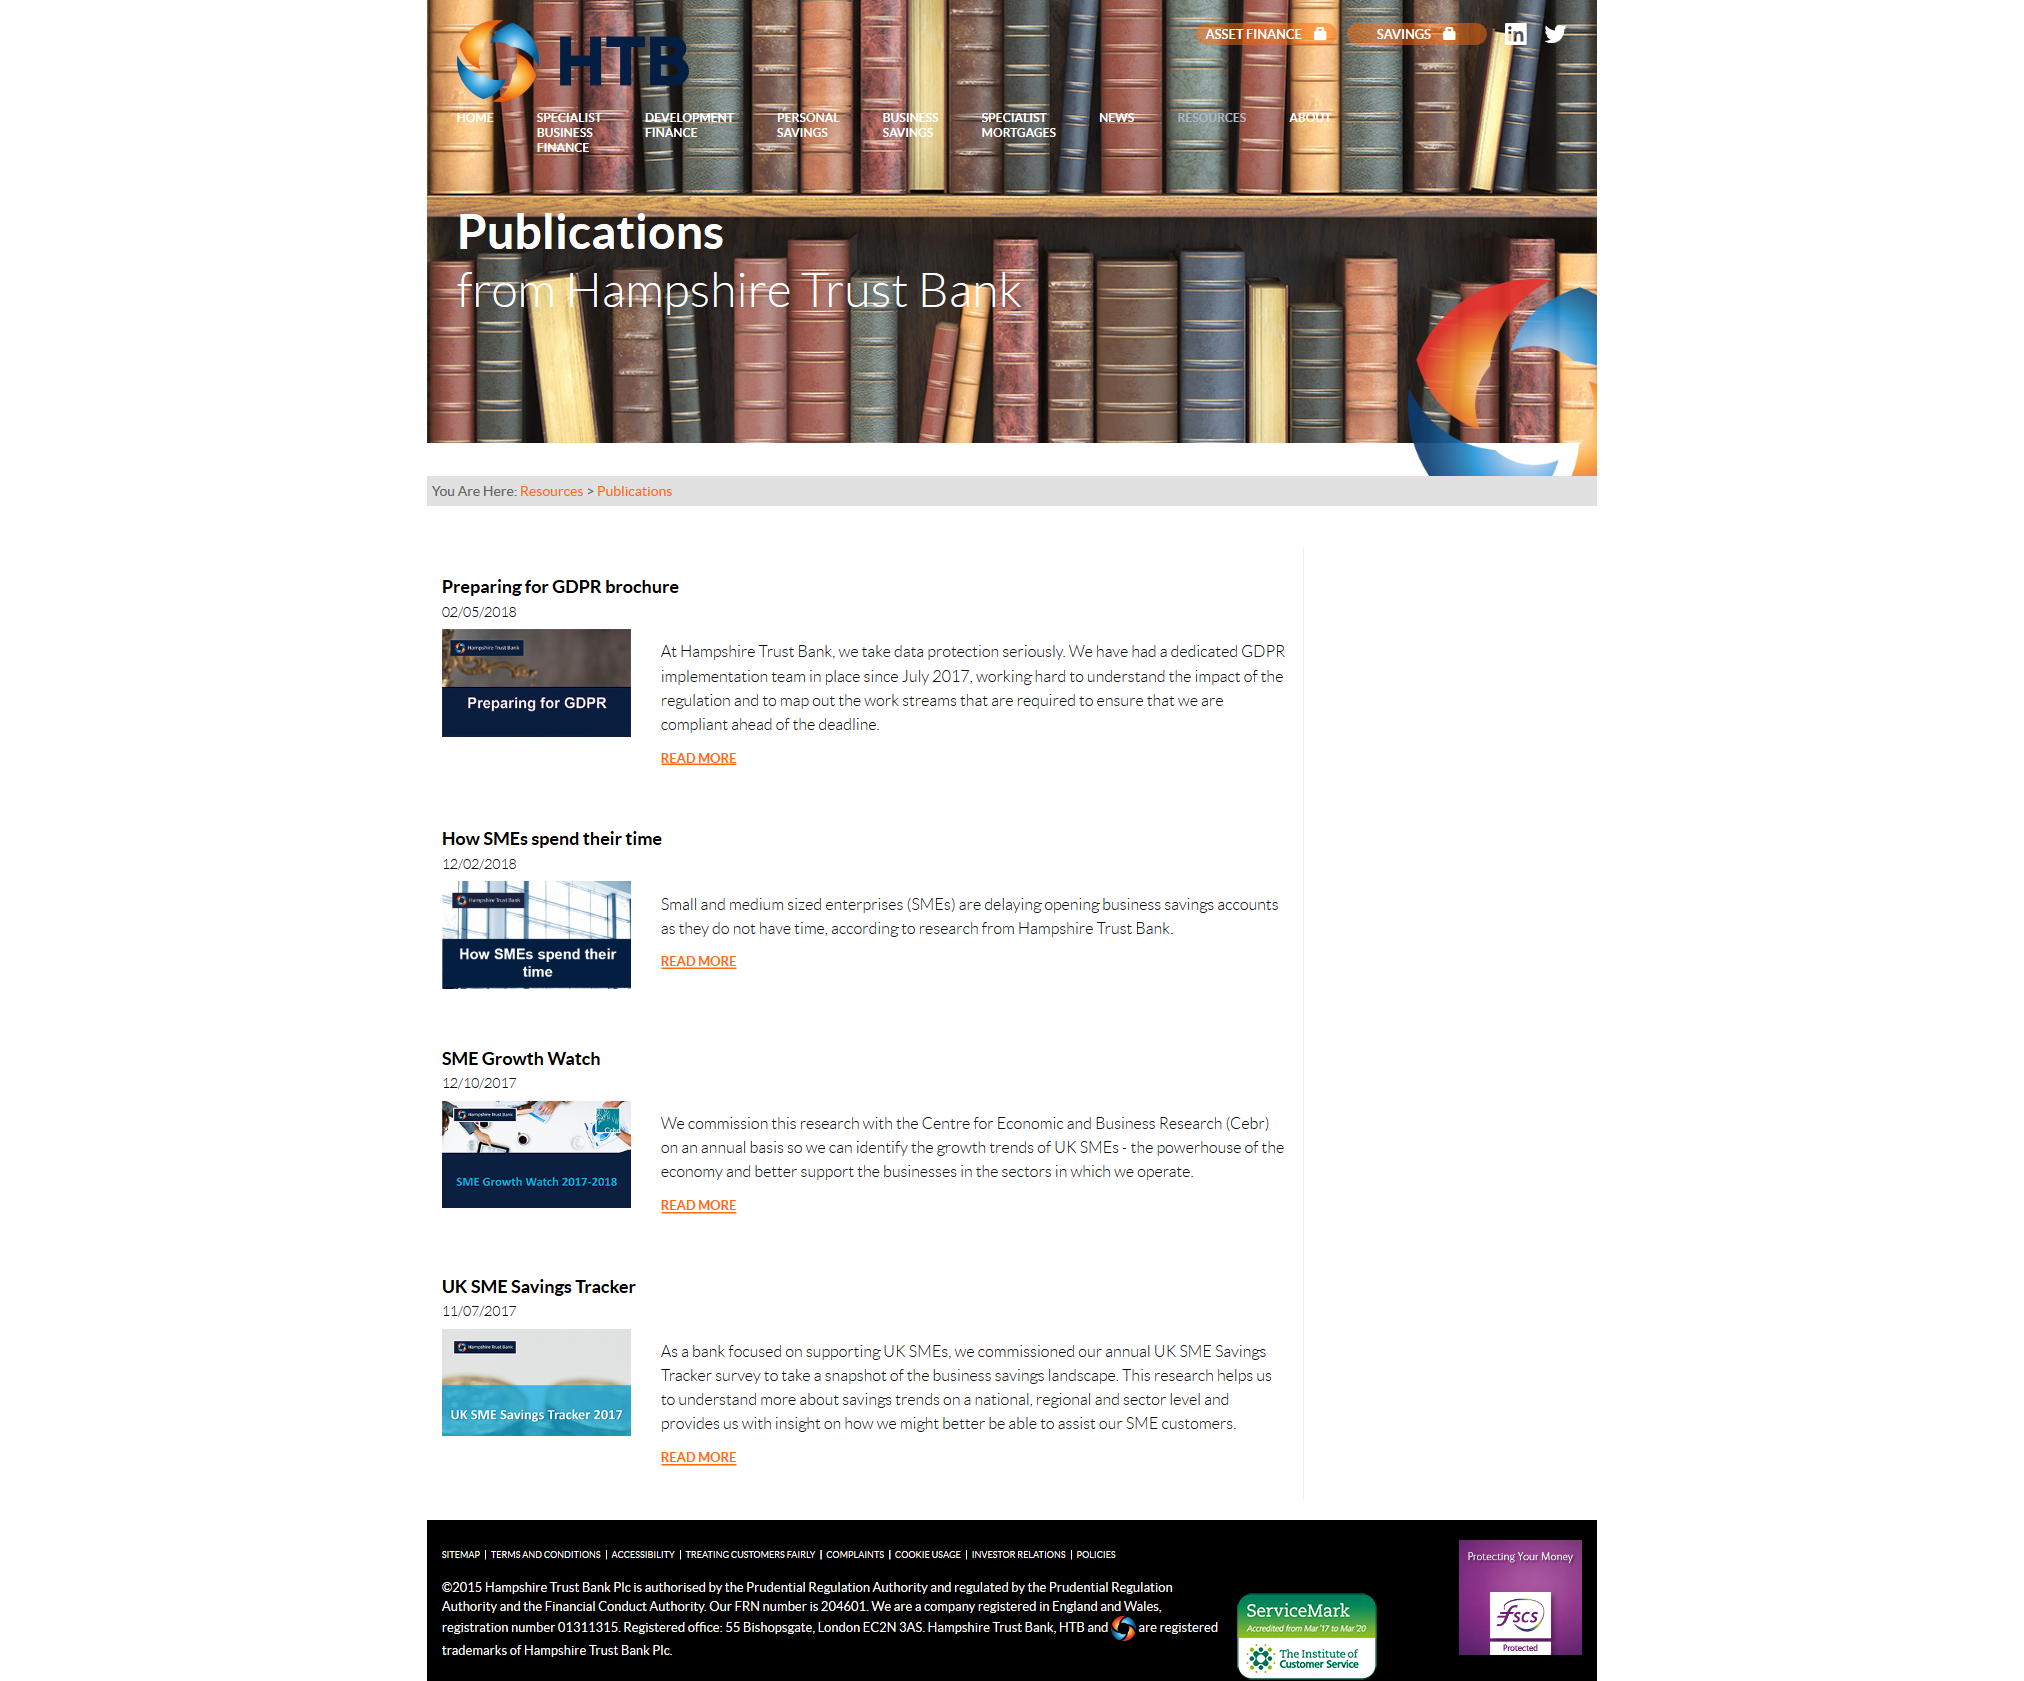 HTB
ASSET FINANCE
SAVINGS
in
HOME
SPECIALIST
BUSINESS
FINANCE
DEVELOPMENT
FINANCE
PERSONAL
SAVINGS
BUSINESS
SAVINGS
SPECIALIST
MORTGAGES
NEWS
RESOURCES
ABOUT
Publications
from Hampshire Trust Bank
You Are Here: Resources > Publications
Preparing for GDPR brochure
02/05/2018
Hampshire Trust Bank
Preparing for GDPR
At Hampshire Trust Bank, we take data protection seriously. We have had a dedicated GDPR
implementation team in place since July 2017, working hard to understand the impact of the
regulation and to map out the work streams that are required to ensure that we are
compliant ahead of the deadline.
READ MORE
How SMEs spend their time
12/02/2018
Hampshire Trust Bank
How SMEs spend their
time
Small and medium sized enterprises (SMEs) are delaying opening business savings accounts
as they do not have time, according to research from Hampshire Trust Bank.
READ MORE
SME Growth Watch
12/10/2017
Hampshire Trust Bank
Cebr
SME Growth Watch 2017-2018
We commission this research with the Centre for Economic and Business Research (Cebr)
on an annual basis so we can identify the growth trends of UK SMEs - the powerhouse of the
economy and better support the businesses in the sectors in which we operate.
READ MORE
UK SME Savings Tracker
11/07/2017
Hampshire Trust Bank
UK SME Savings Tracker 2017
As a bank focused on supporting UK SMEs, we commissioned our annual UK SME Savings
Tracker survey to take a snapshot of the business savings landscape. This research helps us
to understand more about savings trends on a national, regional and sector level and
provides us with insight on how we might better be able to assist our SME customers.
READ MORE
SITEMAP | TERMS AND CONDITIONS | ACCESSIBILITY | TREATING CUSTOMERS FAIRLY | COMPLAINTS | COOKIE USAGE | INVESTOR RELATIONS | POLICIES
©2015 Hampshire Trust Bank Plc is authorised by the Prudential Regulation Authority and regulated by the Prudential Regulation
Authority and the Financial Conduct Authority. Our FRN number is 204601. We are a company registered in England and Wales,
registration number 01311315. Registered office: 55 Bishopsgate, London EC2N 3AS. Hampshire Trust Bank, HTB and are registered
trademarks of Hampshire Trust Bank Plc.
ServiceMark
Accredited from Mar '17 to Mar '20
The Institute of
Customer Service
Protecting Your Money
fscs
Protected